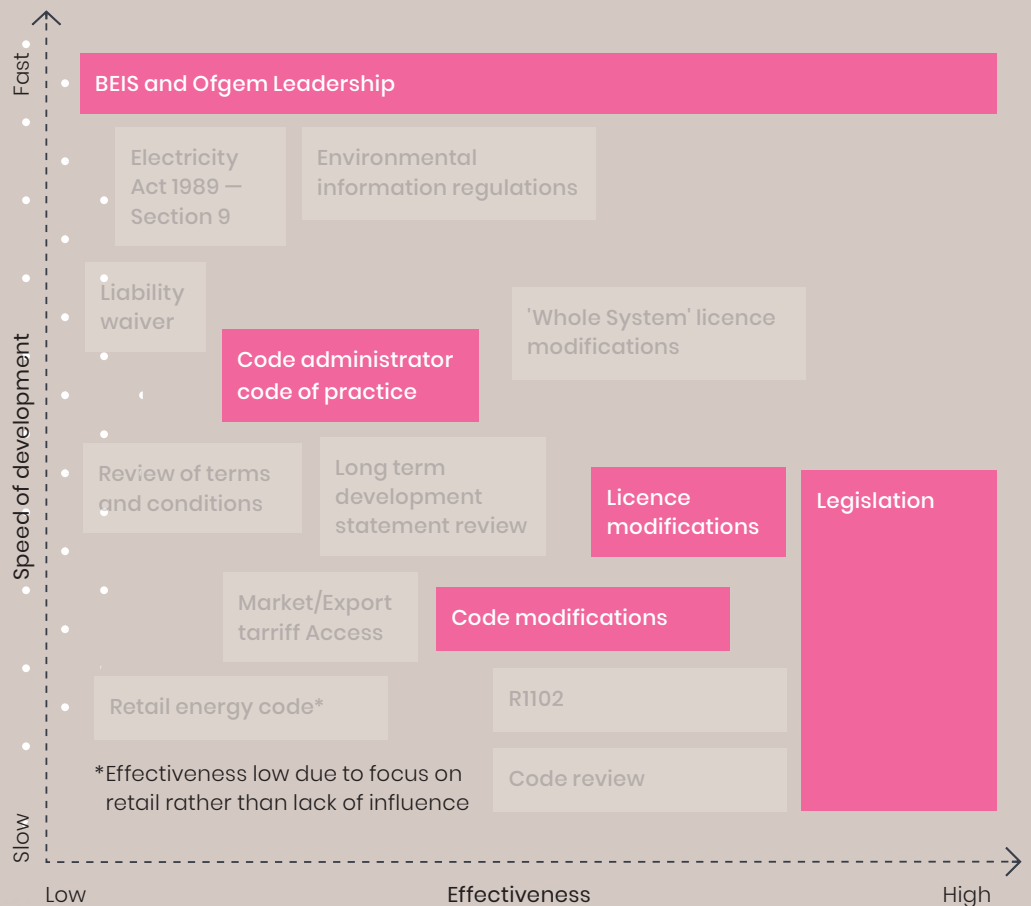 Fast
BEIS and Ofgem Leadership
Electricity
Act 1989 —
Section 9
Environmental
information regulations
Liability
waiver
'Whole System' licence
modifications
Code administrator
code of practice
Speed of development
Review of terms
and conditions
Long term
development
statement review
Licence
modifications
Legislation
Market/Export
tarriff Access
Code modifications
Retail energy code*
R1102
*Effectiveness low due to focus on
retail rather than lack of influence
Code review
Slow
Low
Effectiveness
High